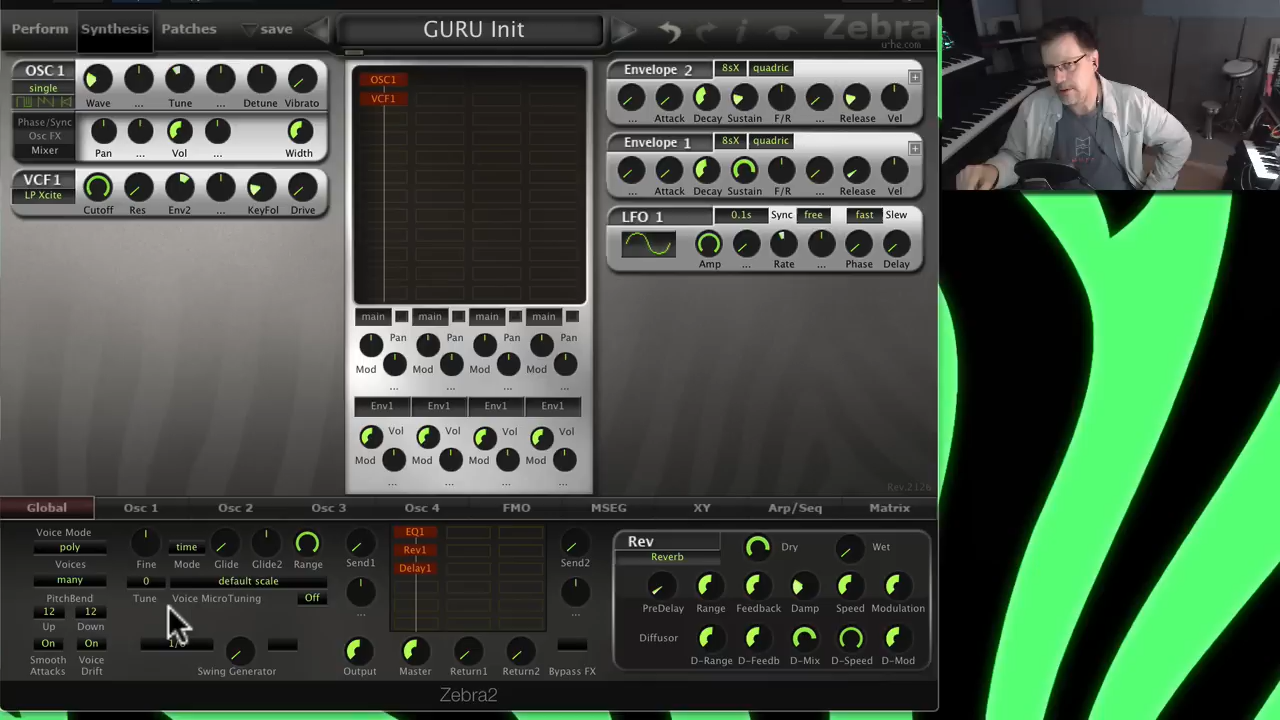 Perform Synthesis Patches save GURU Init i Zebra
u-he.com
OSC 1
single
Wave ... Tune ... Detune Vibrato
Phase/Sync
Osc FX
Mixer
Pan ... Vol Width
VCF1
LP Xcite
Cutoff Res Env2 ... KeyFol Drive
OSC1
VCF1
main main main main
Pan Pan Pan Pan
Mod Mod Mod Mod
... ... ... ...
Env1 Env1 Env1 Env1
Vol Vol Vol Vol
Mod Mod Mod Mod
... ... ... ...
Envelope 2 8sX quadric
... Attack Decay Sustain F/R ... Release Vel
Envelope 1 8sX quadric
... Attack Decay Sustain F/R ... Release Vel
LFO 1 0.1s Sync free fast Slew
Amp ... Rate ... Phase Delay
Rev.2126
Global Osc 1 Osc 2 Osc 3 Osc 4 FMO MSEG XY Arp/Seq Matrix
Voice Mode
poly
Voices
many
PitchBend
12 12
Up Down
On On
Smooth Attacks
Voice Drift
time
Fine Mode Glide Glide2 Range
0 default scale
Tune Voice MicroTuning Off
Swing Generator
Send1
...
EQ1
Rev1
Delay1
Send2
...
Output Master Return1 Return2 Bypass FX
Rev
Reverb
Dry Wet
PreDelay Range Feedback Damp Speed Modulation
Diffusor
D-Range D-Feedb D-Mix D-Speed D-Mod
Zebra2